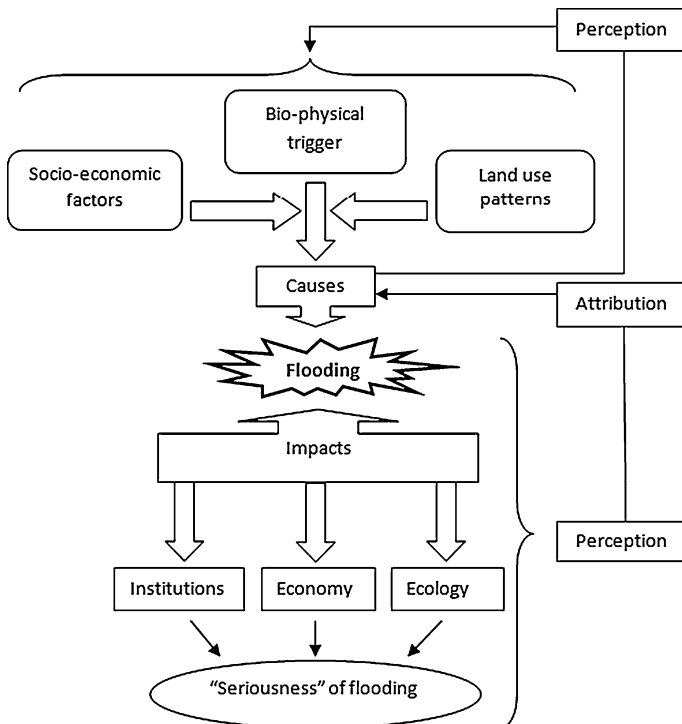 Perception
Bio-physical
trigger
Socio-economic
factors
Land use
patterns
Causes
Attribution
Flooding
Impacts
Perception
Institutions
Economy
Ecology
“Seriousness” of flooding